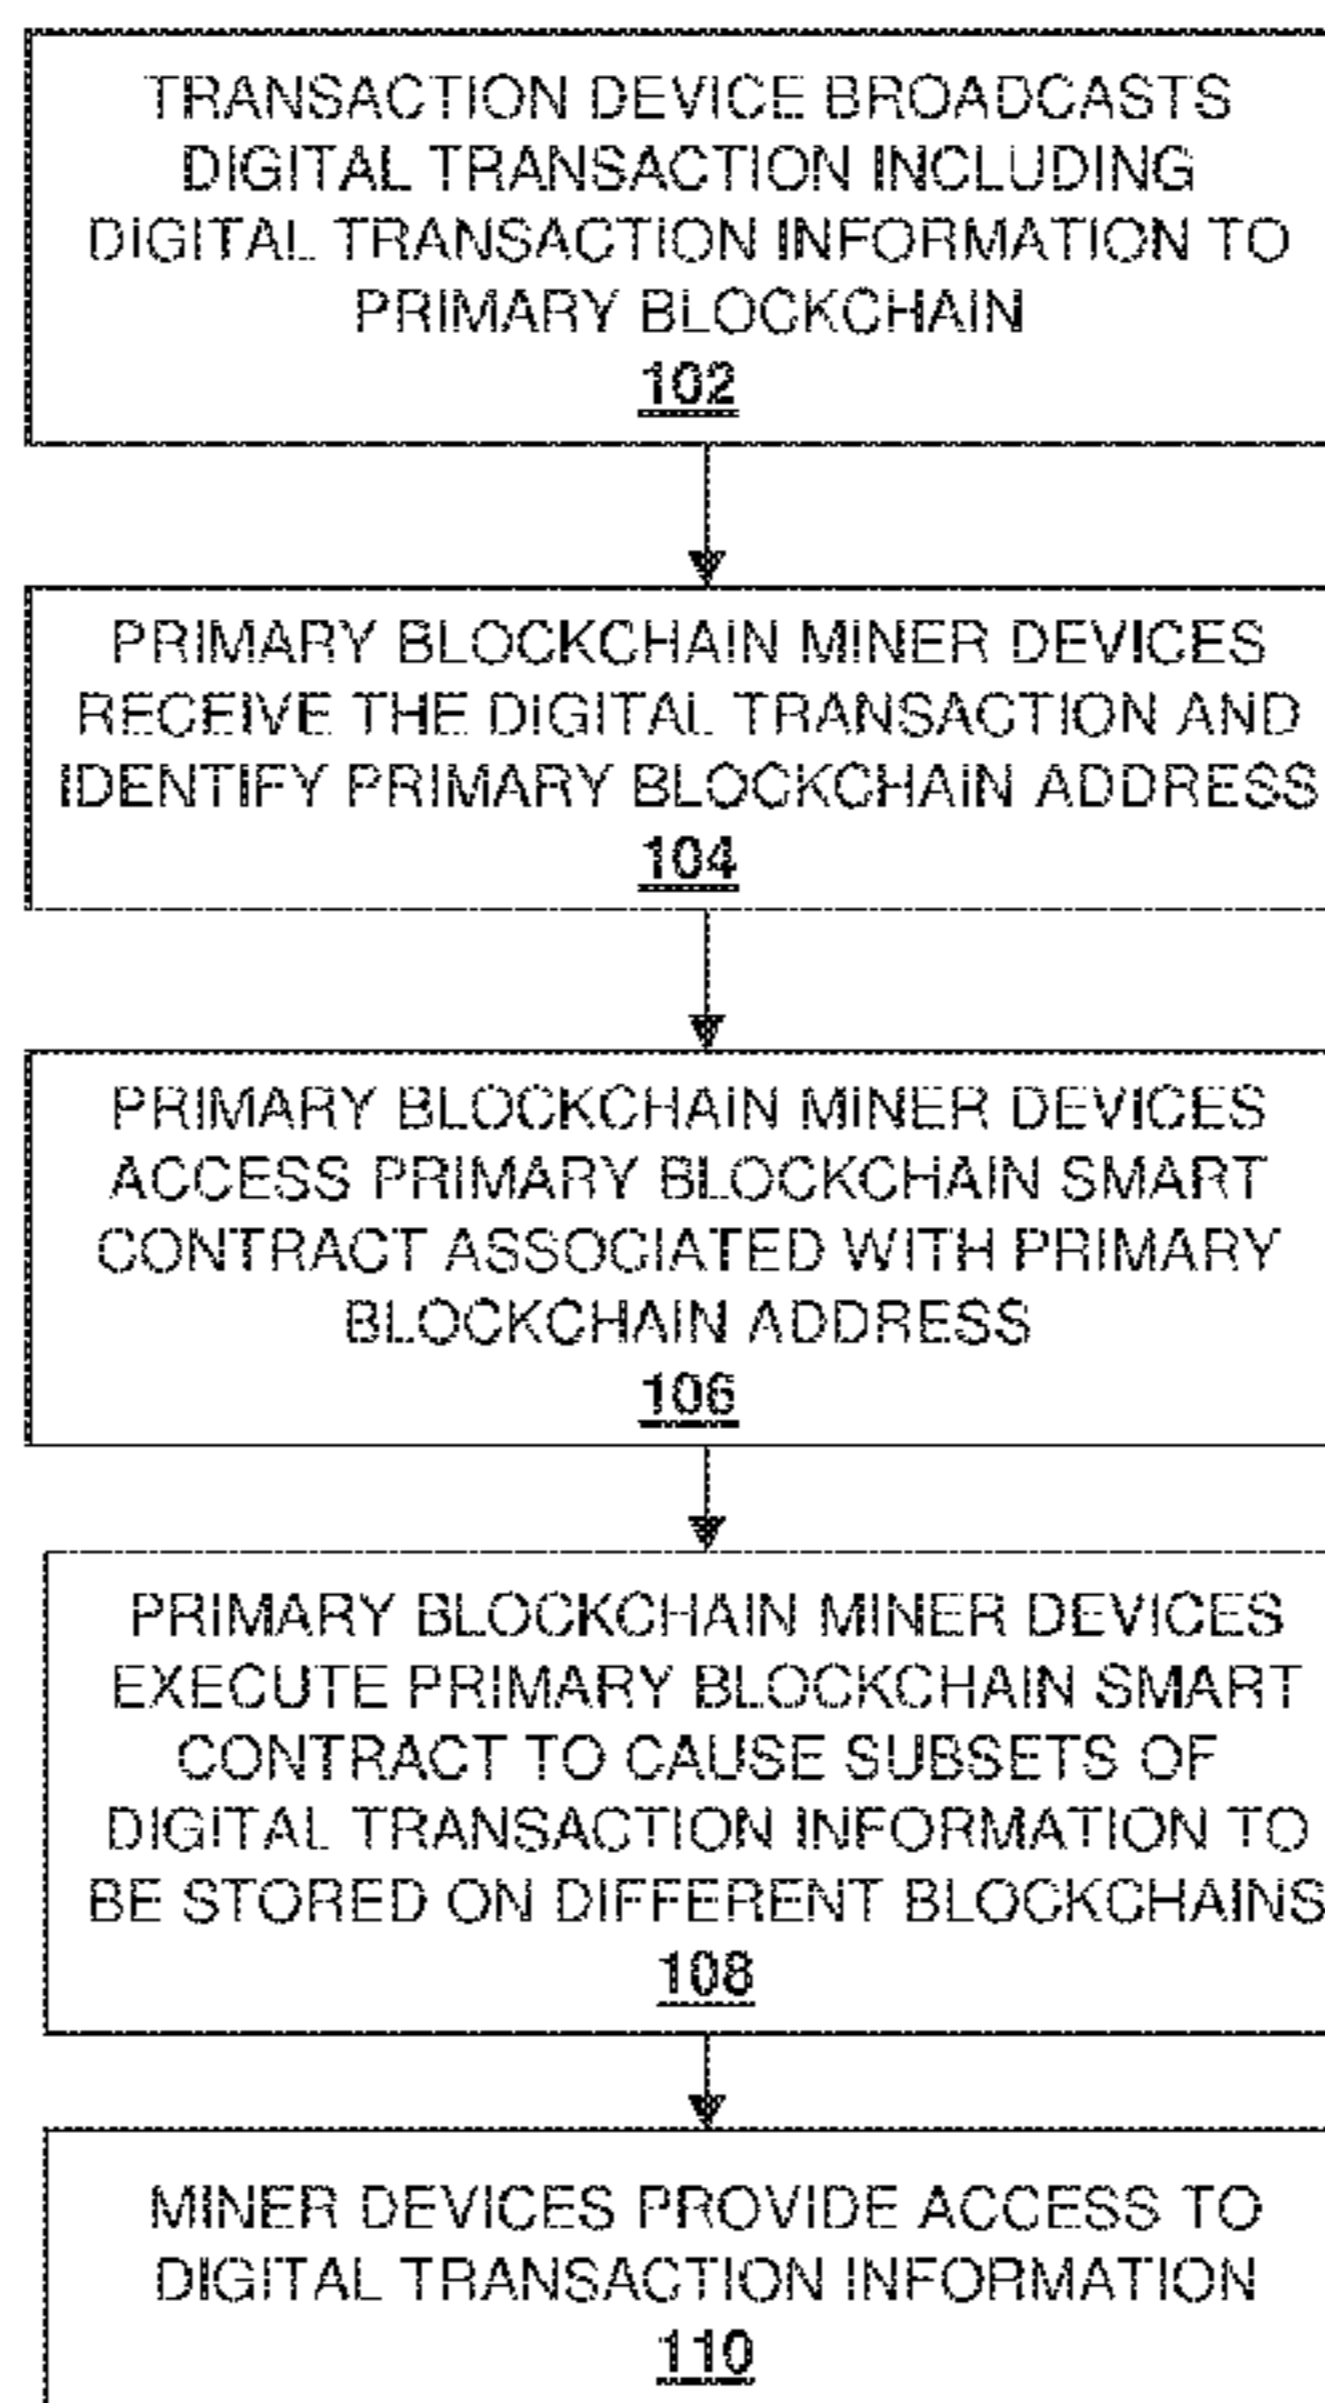 TRANSACTION DEVICE BROADCASTS
DIGITAL TRANSACTION INCLUDING
DIGITAL TRANSACTION INFORMATION TO
PRIMARY BLOCKCHAIN
102
PRIMARY BLOCKCHAIN MINER DEVICES
RECEIVE THE DIGITAL TRANSACTION AND
IDENTIFY PRIMARY BLOCKCHAIN ADDRESS
104
PRIMARY BLOCKCHAIN MINER DEVICES
ACCESS PRIMARY BLOCKCHAIN SMART
CONTRACT ASSOCIATED WITH PRIMARY
BLOCKCHAIN ADDRESS
106
PRIMARY BLOCKCHAIN MINER DEVICES
EXECUTE PRIMARY BLOCKCHAIN SMART
CONTRACT TO CAUSE SUBSETS OF
DIGITAL TRANSACTION INFORMATION TO
BE STORED ON DIFFERENT BLOCKCHAINS
108
MINER DEVICES PROVIDE ACCESS TO
DIGITAL TRANSACTION INFORMATION
110